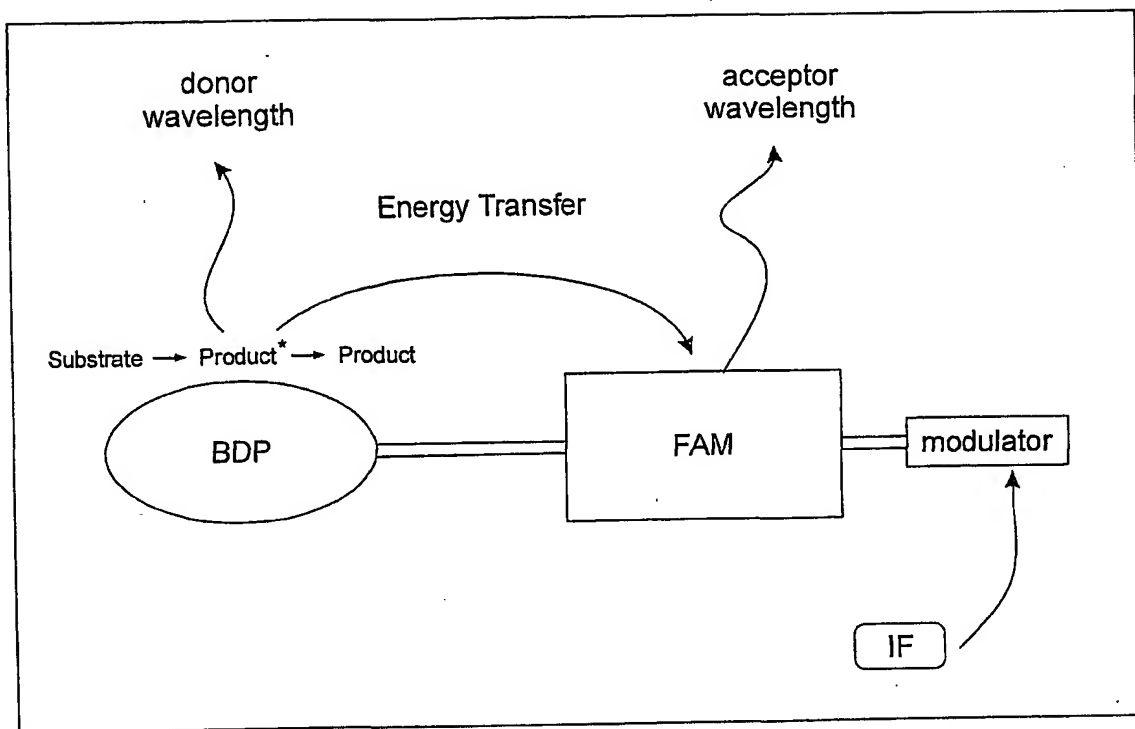 donor
wavelength
acceptor
wavelength
Energy Transfer
Substrate → Product* → Product
BDP
FAM
modulator
IF